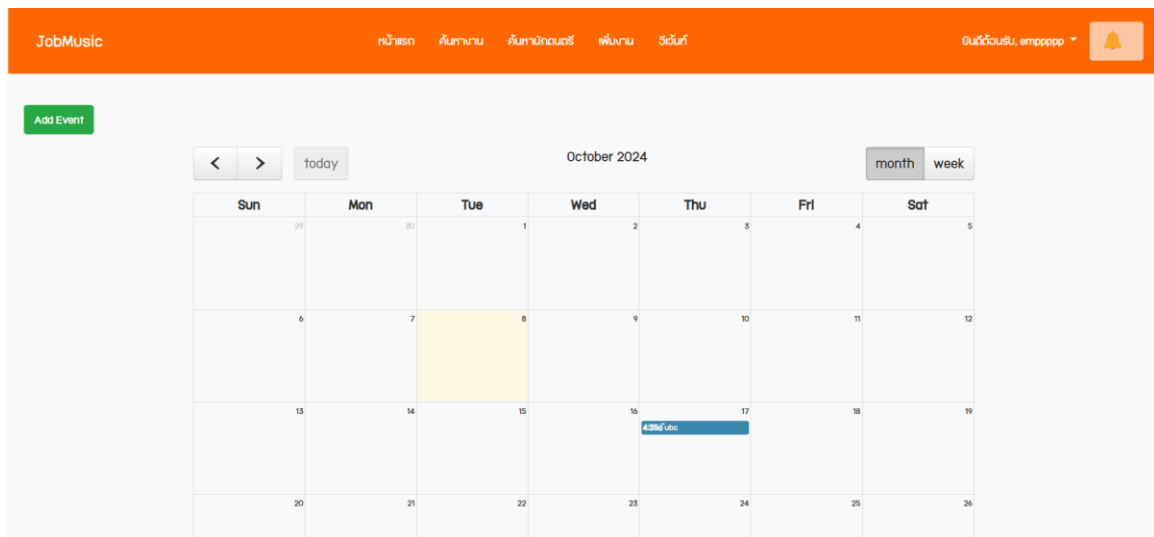 JobMusic หน้าแรก ค้นหางาน ค้นหานักดนตรี เพิ่มงาน อีเว้นท์ ยินดีต้อนรับ, emppppp
Add Event
today October 2024 month week
Sun Mon Tue Wed Thu Fri Sat
29 30 1 2 3 4 5
6 7 8 9 10 11 12
13 14 15 16 17 18 19
ubc
20 21 22 23 24 25 26